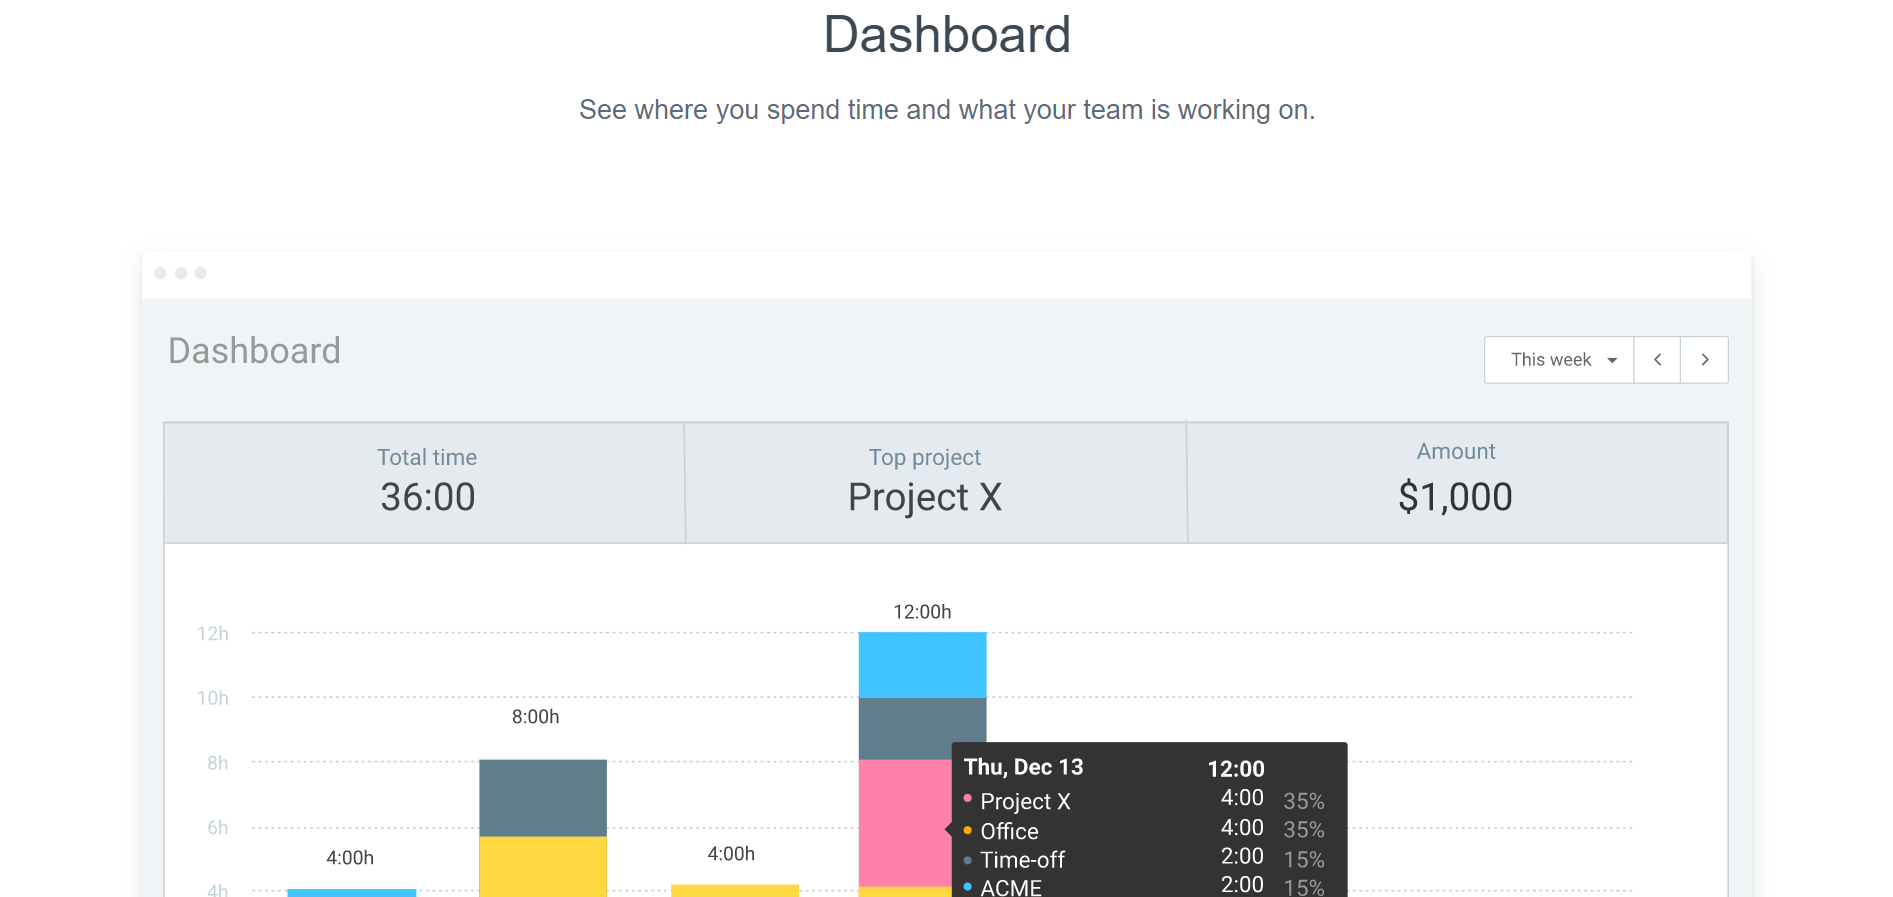 Dashboard
See where you spend time and what your team is working on.
Dashboard
This week
Total time
36:00
Top project
Project X
Amount
$1,000
12:00h
12h
10h
8:00h
8h
Thu, Dec 13 12:00
Project X 4:00 35%
6h
Office 4:00 35%
4:00h
4:00h
Time-off 2:00 15%
4h
ACME 2:00 15%